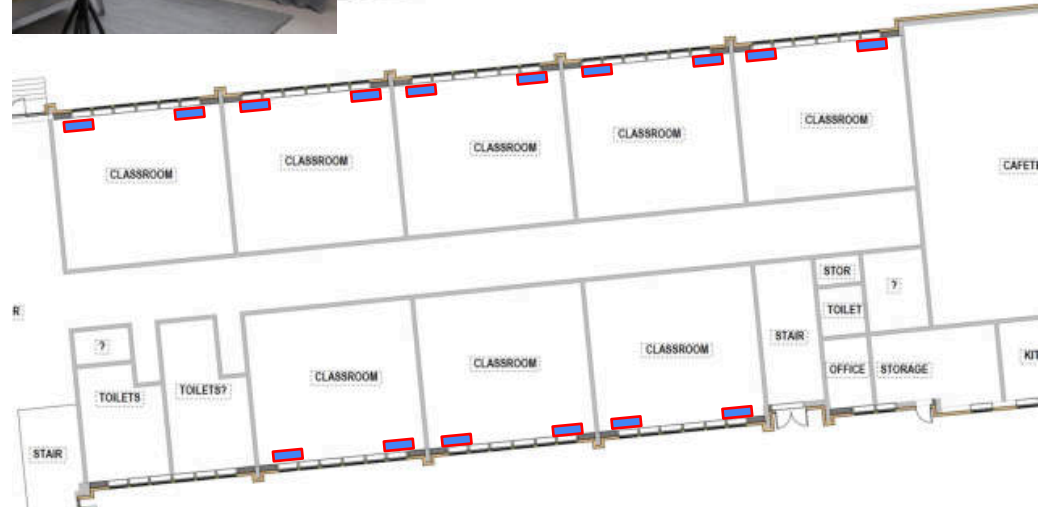 CLASSROOM
CLASSROOM
CLASSROOM
CLASSROOM
CLASSROOM
STOR
?
TOILET
STAIR
?
CLASSROOM
CLASSROOM
CLASSROOM
OFFICE
STORAGE
TOILETS
TOILETS?
STAIR